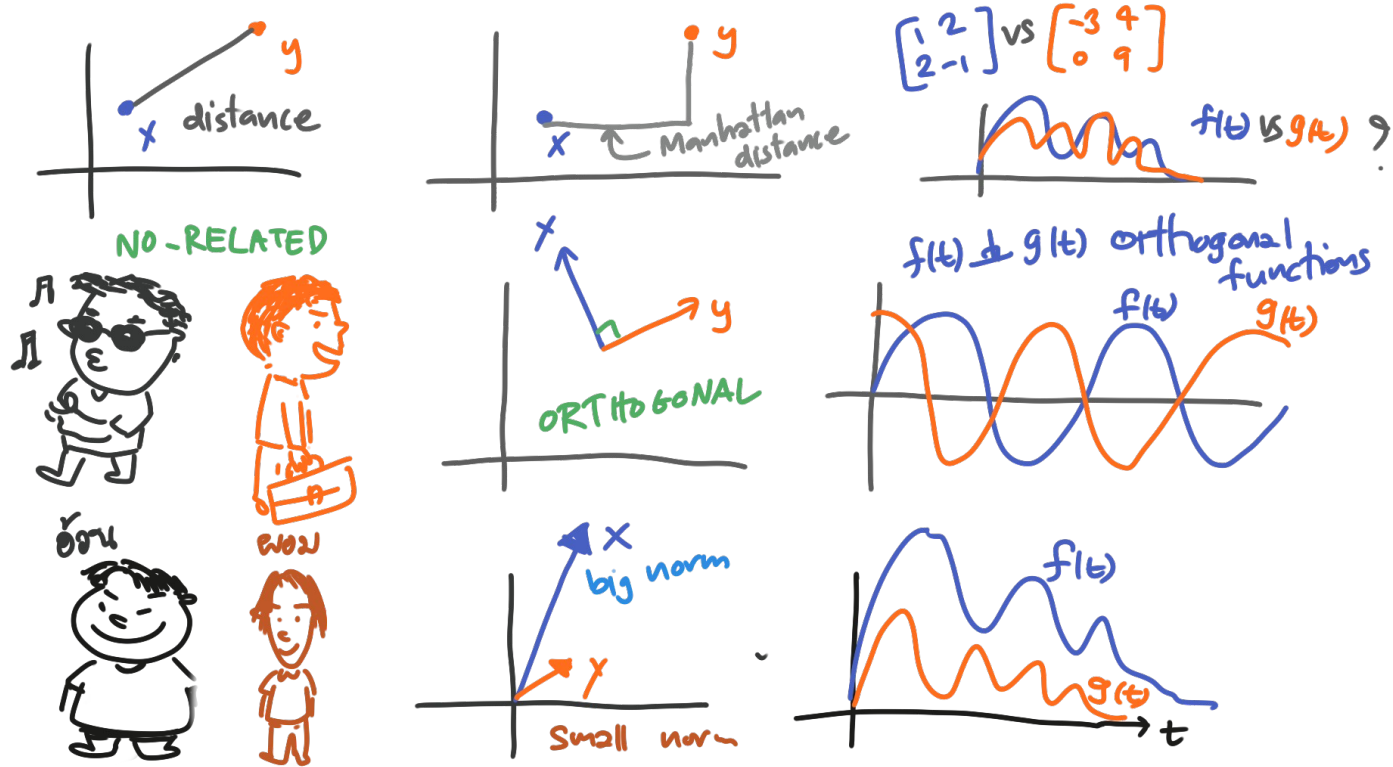 y
x
distance
y
x
Manhattan
distance
[1 2
2 -1] vs [-3 4
0 9]
f(t) vs g(t) ?
NO-RELATED
x
y
ORTHOGONAL
f(t) ⊥ g(t) orthogonal
functions
f(t)
g(t)
อ้วน
ผอม
x
big norm
y
Small norm
f(t)
g(t)
t